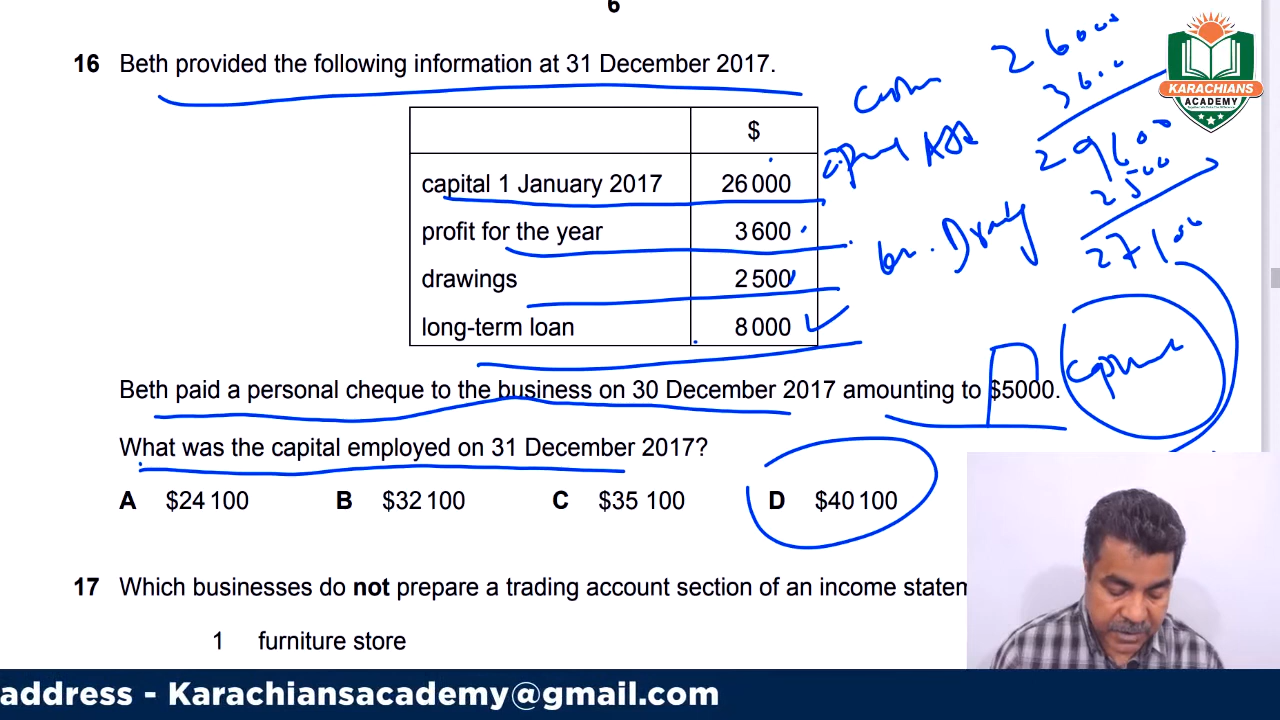 6
16 Beth provided the following information at 31 December 2017.
$
capital 1 January 2017 26 000
profit for the year 3 600
drawings 2 500
long-term loan 8 000
Beth paid a personal cheque to the business on 30 December 2017 amounting to $5000.
What was the capital employed on 31 December 2017?
A $24 100 B $32 100 C $35 100 D $40 100
17 Which businesses do not prepare a trading account section of an income statem
1 furniture store
26000
3600
29600
2500
27100
KARACHIANS
ACADEMY
address - Karachiansacademy@gmail.com